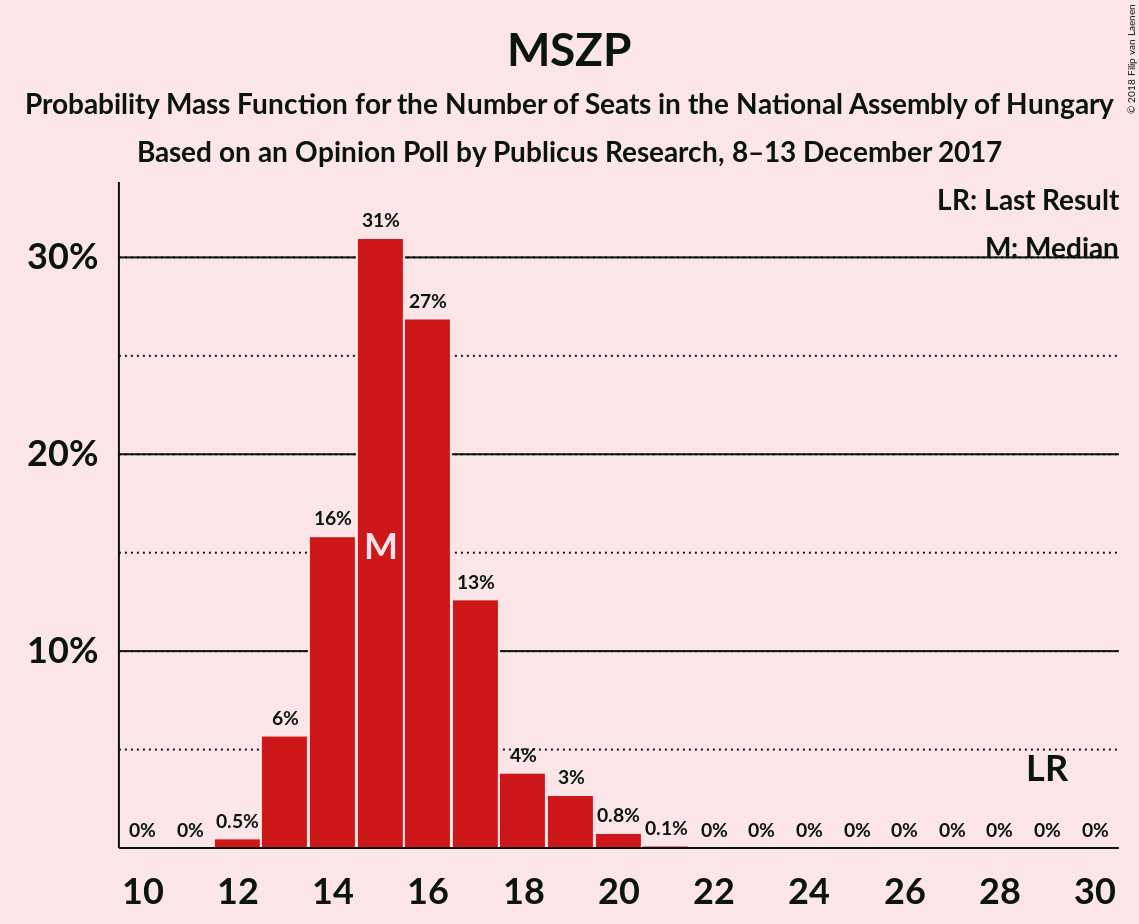 © 2018 Filip van Laenen
MSZP
Probability Mass Function for the Number of Seats in the National Assembly of Hungary
Based on an Opinion Poll by Publicus Research, 8–13 December 2017
LR: Last Result
M: Median
30%
20%
10%
0% 0% 0.5% 6% 16% 31% 27% 13% 4% 3% 0.8% 0.1% 0% 0% 0% 0% 0% 0% 0% 0% 0%
M
LR
10 12 14 16 18 20 22 24 26 28 30